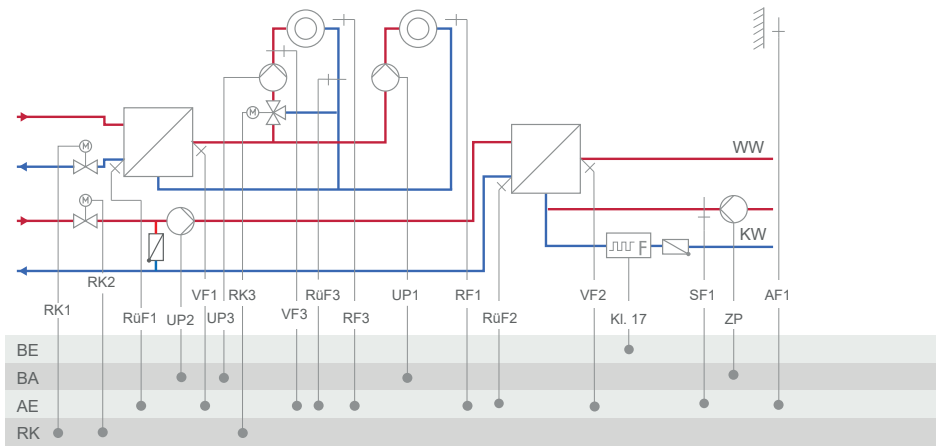 M
M
WW
M
F
KW
RK2
VF1
RK3
RüF3
UP1
RF1
VF2
SF1
AF1
RK1
RüF1
UP2
UP3
VF3
RF3
RüF2
Kl. 17
ZP
BE
BA
AE
RK